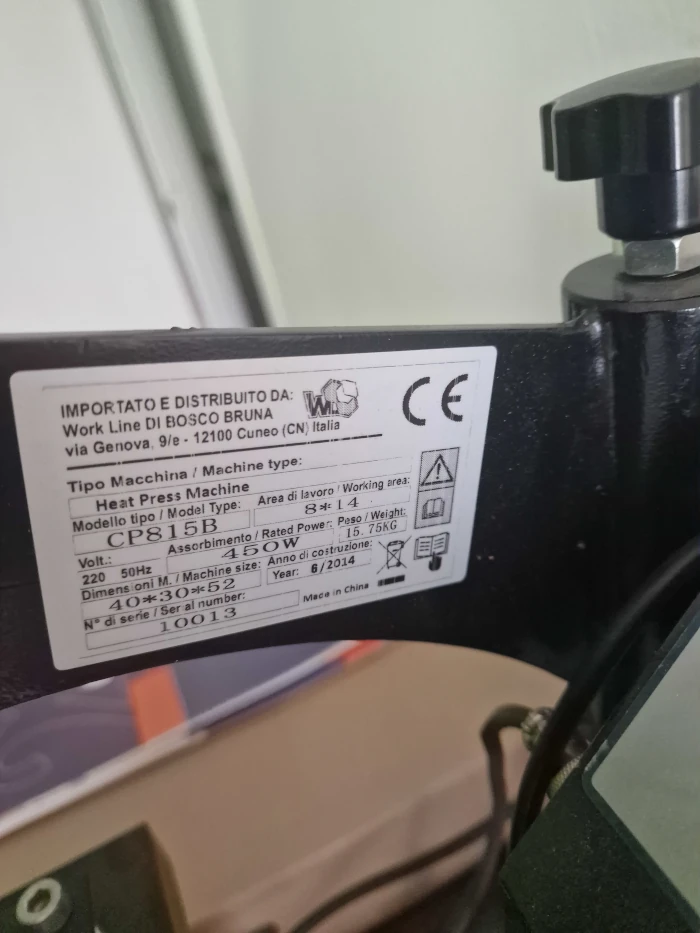 IMPORTATO E DISTRIBUITO DA:
Work Line DI BOSCO BRUNA
via Genova, 9/e - 12100 Cuneo (CN) Italia
WL
CE
Tipo Macchina / Machine type:
Heat Press Machine
Modello tipo / Model Type:
CP815B
Area di lavoro / Working area:
8*14
Volt.:
220 50Hz
Assorbimento / Rated Power:
450W
Peso / Weight:
15.75KG
Dimensioni M. / Machine size:
40*30*52
Anno di costruzione:
Year: 6/2014
N° di serie / Serial number:
10013
Made in China